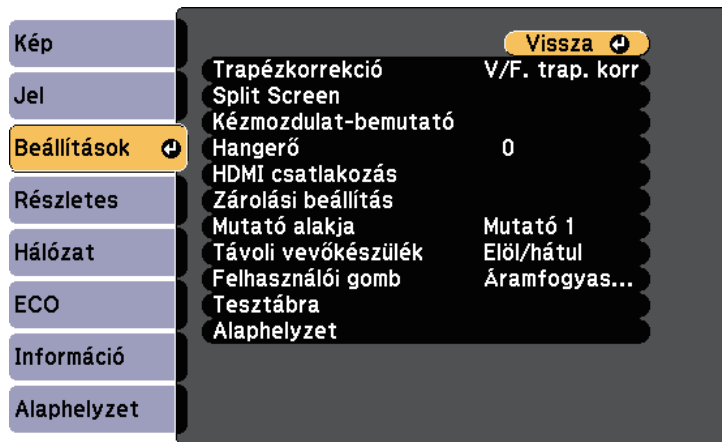 Kép
Jel
Beállítások
Részletes
Hálózat
ECO
Információ
Alaphelyzet
Vissza
Trapézkorrekció V/F. trap. korr
Split Screen
Kézmozdulat-bemutató
Hangerő 0
HDMI csatlakozás
Zárolási beállítás
Mutató alakja Mutató 1
Távoli vevőkészülék Elöl/hátul
Felhasználói gomb Áramfogyas...
Tesztábra
Alaphelyzet